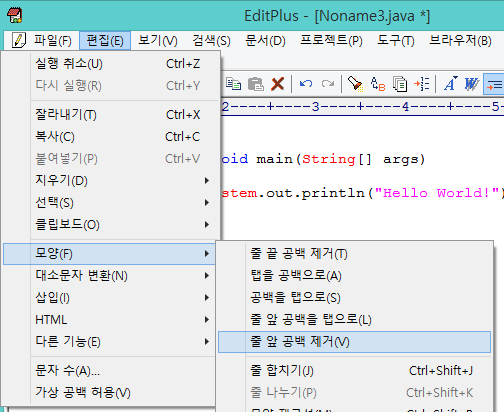 EditPlus - [Noname3.java *]
파일(F) 편집(E) 보기(V) 검색(S) 문서(D) 프로젝트(P) 도구(T) 브라우저(B)
실행 취소(U) Ctrl+Z
다시 실행(R) Ctrl+Y
잘라내기(T) Ctrl+X
복사(C) Ctrl+C
붙여넣기(P) Ctrl+V
지우기(D)
선택(S)
클립보드(O)
모양(F)
대소문자 변환(N)
삽입(I)
HTML
다른 기능(E)
문자 수(A)...
가상 공백 허용(V)
2----+----3----+----4----+----5-
oid main(String[] args)
stem.out.println("Hello World!")
줄 끝 공백 제거(T)
탭을 공백으로(A)
공백을 탭으로(S)
줄 앞 공백을 탭으로(L)
줄 앞 공백 제거(V)
줄 합치기(J) Ctrl+Shift+J
줄 나누기(P) Ctrl+Shift+K